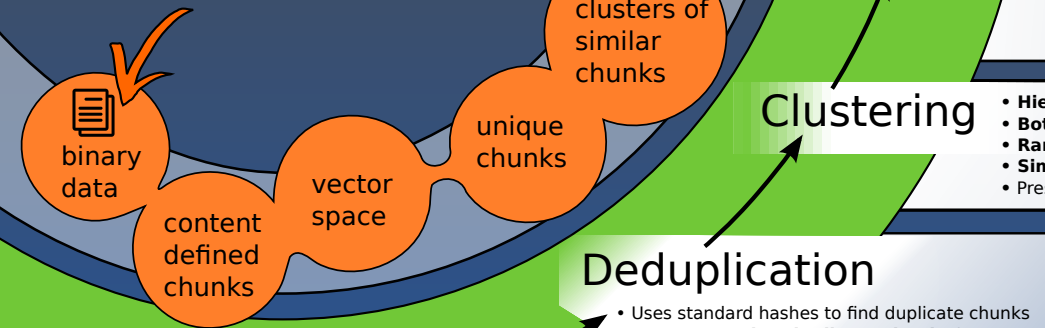 clusters of
similar
chunks
binary
data
content
defined
chunks
vector
space
unique
chunks
Clustering
Deduplication
• Uses standard hashes to find duplicate chunks